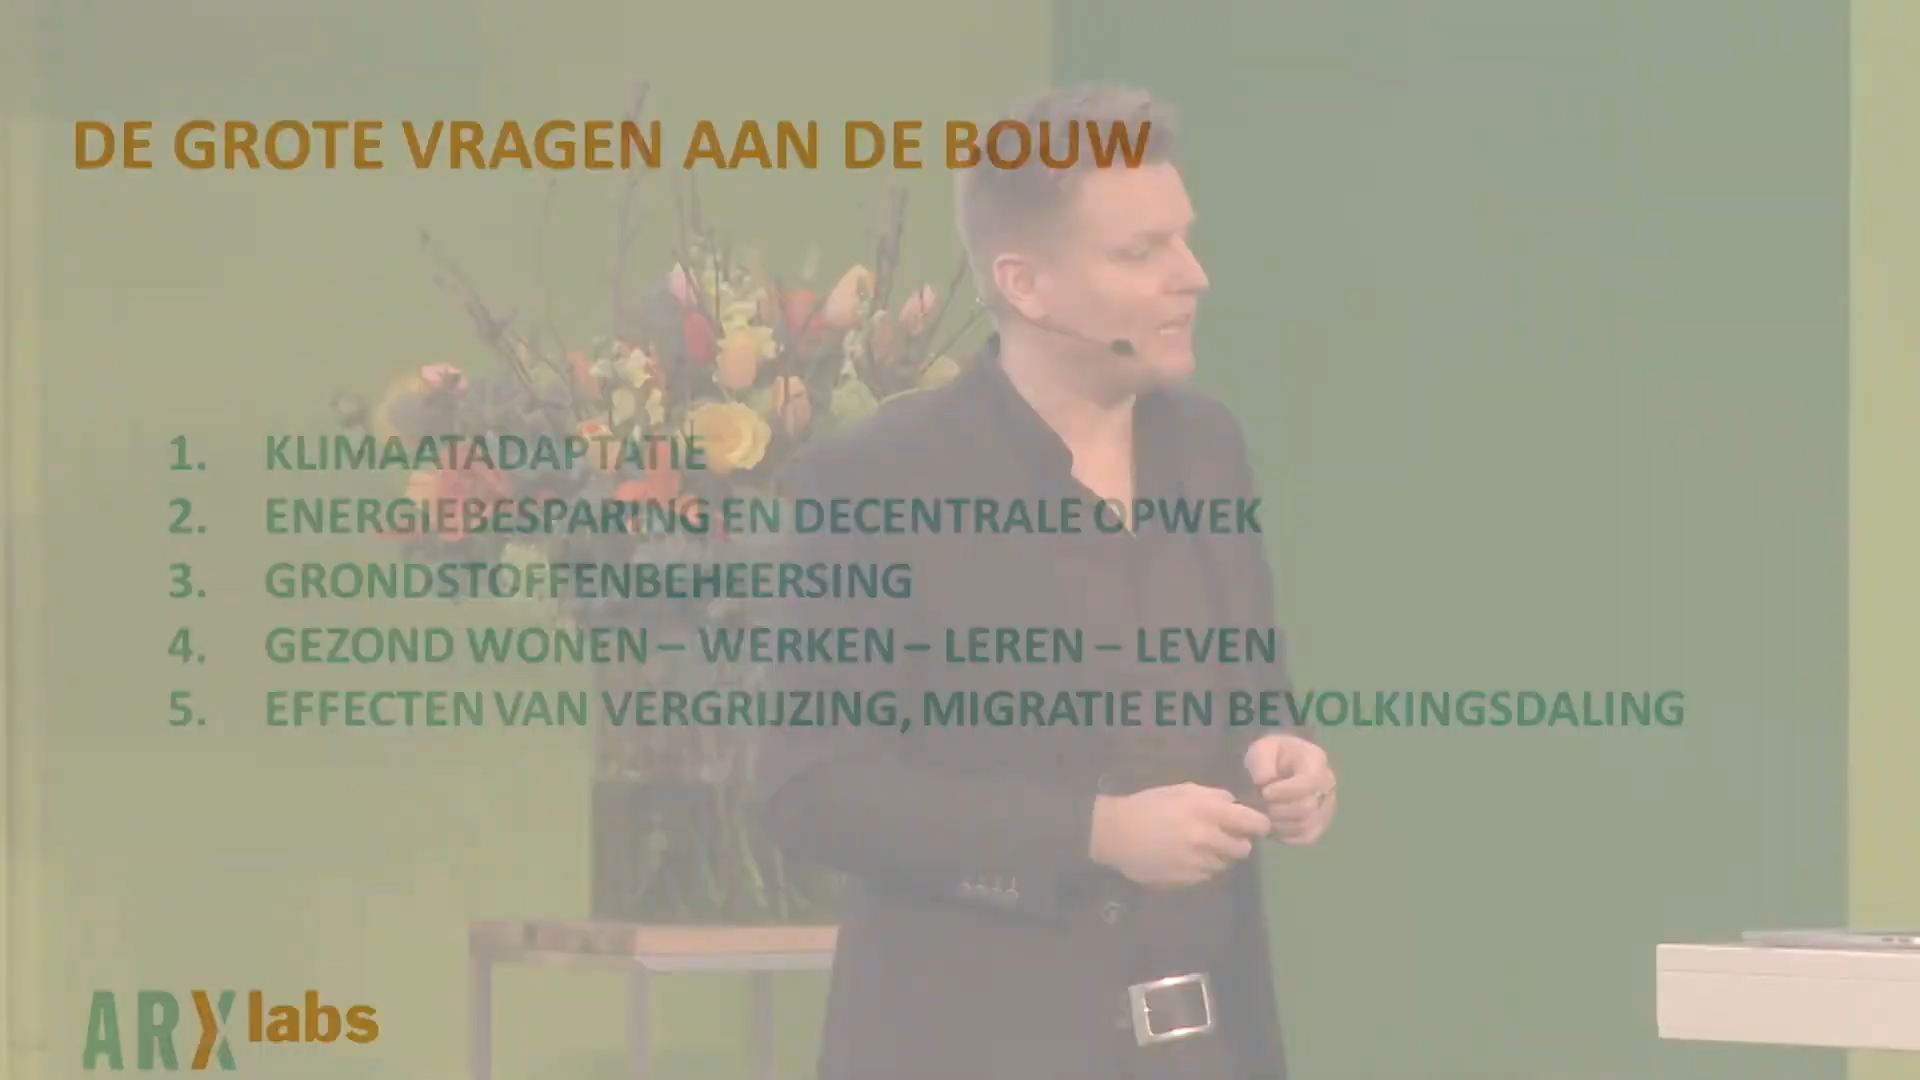 DE GROTE VRAGEN AAN DE BOUW
1. KLIMAATADAPTATIE
2. ENERGIEBESPARING EN DECENTRALE OPWEK
3. GRONDSTOFFENBEHEERSING
4. GEZOND WONEN – WERKEN – LEREN – LEVEN
5. EFFECTEN VAN VERGRIJZING, MIGRATIE EN BEVOLKINGSDALING
ARX labs